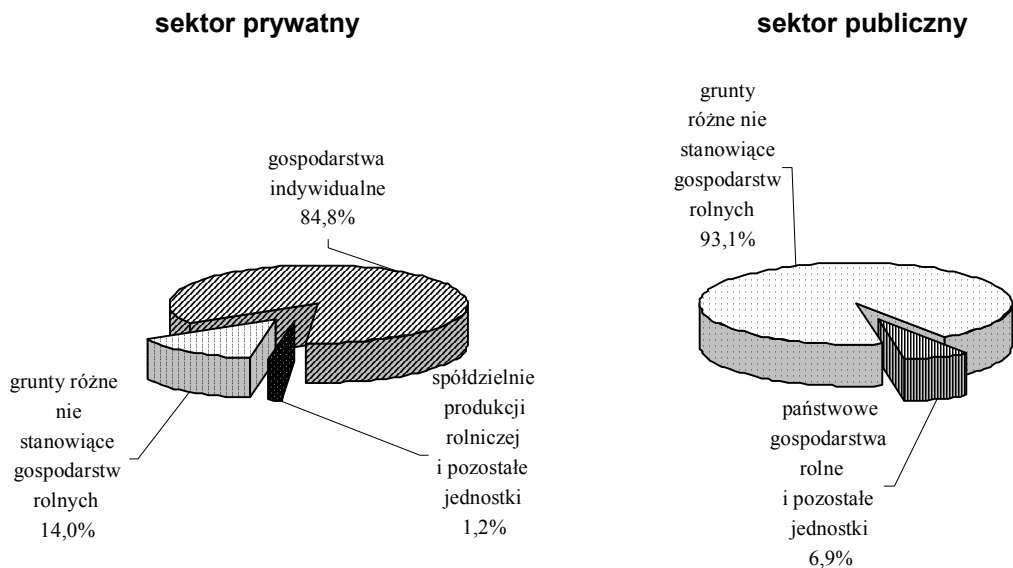 sektor prywatny
gospodarstwa
indywidualne
84,8%
grunty różne
nie
stanowiące
gospodarstw
rolnych
14,0%
spółdzielnie
produkcji
rolniczej
i pozostałe
jednostki
1,2%
sektor publiczny
grunty
różne nie
stanowiące
gospodarstw
rolnych
93,1%
państwowe
gospodarstwa
rolne
i pozostałe
jednostki
6,9%